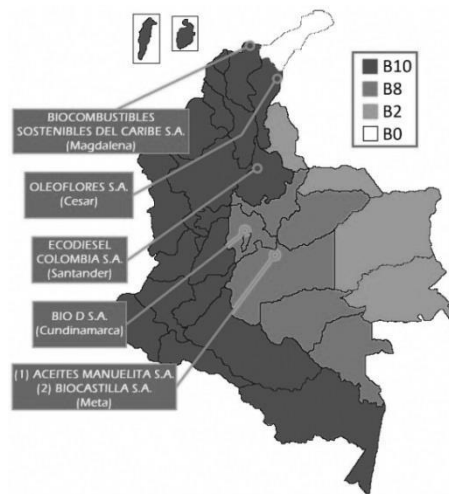 B10
B8
B2
B0
BIOCOMBUSTIBLES
SOSTENIBLES DEL CARIBE S.A.
(Magdalena)
OLEOFLORES S.A.
(Cesar)
ECODIESEL
COLOMBIA S.A.
(Santander)
BIO D S.A.
(Cundinamarca)
(1) ACEITES MANUELITA S.A.
(2) BIOCASTILLA S.A.
(Meta)